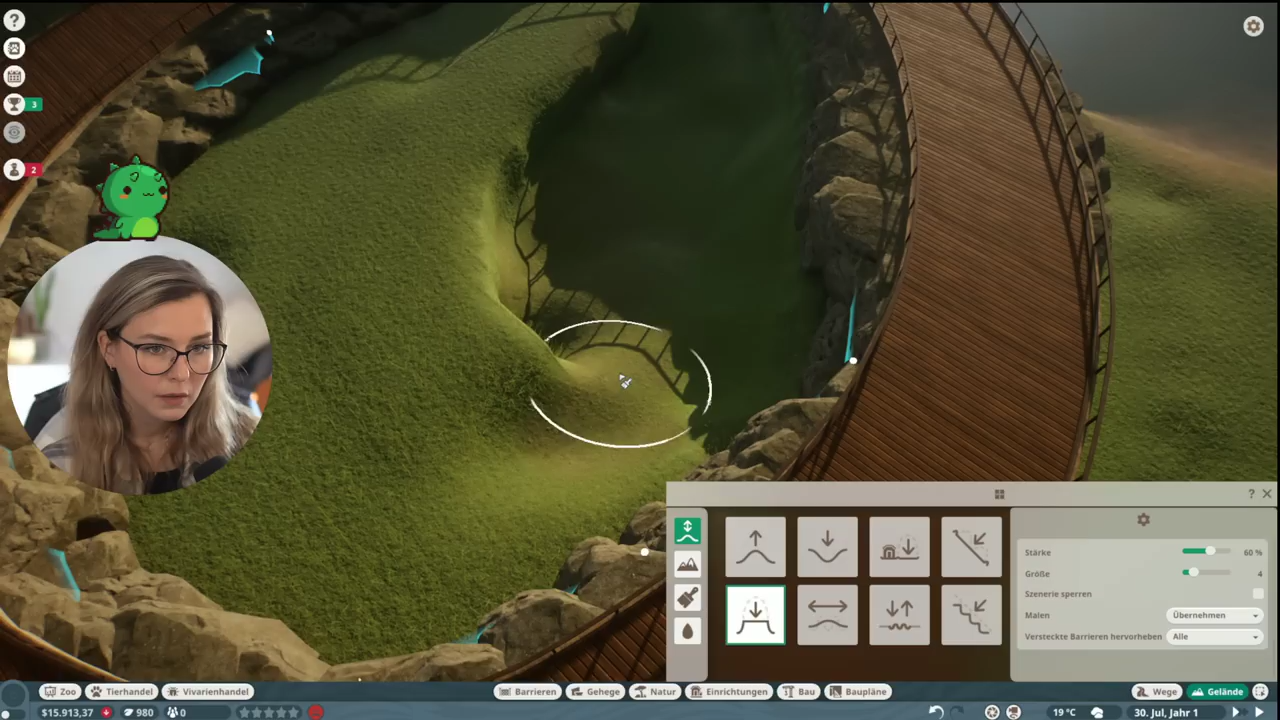 ?
3
2
? ×
Stärke 60 %
Größe 4
Szenerie sperren
Malen Übernehmen
Versteckte Barrieren hervorheben Alle
Zoo Tierhandel Vivarienhandel Barrieren Gehege Natur Einrichtungen Bau Baupläne Wege Gelände
$15.913,37 980 0 19 °C 30. Jul, Jahr 1